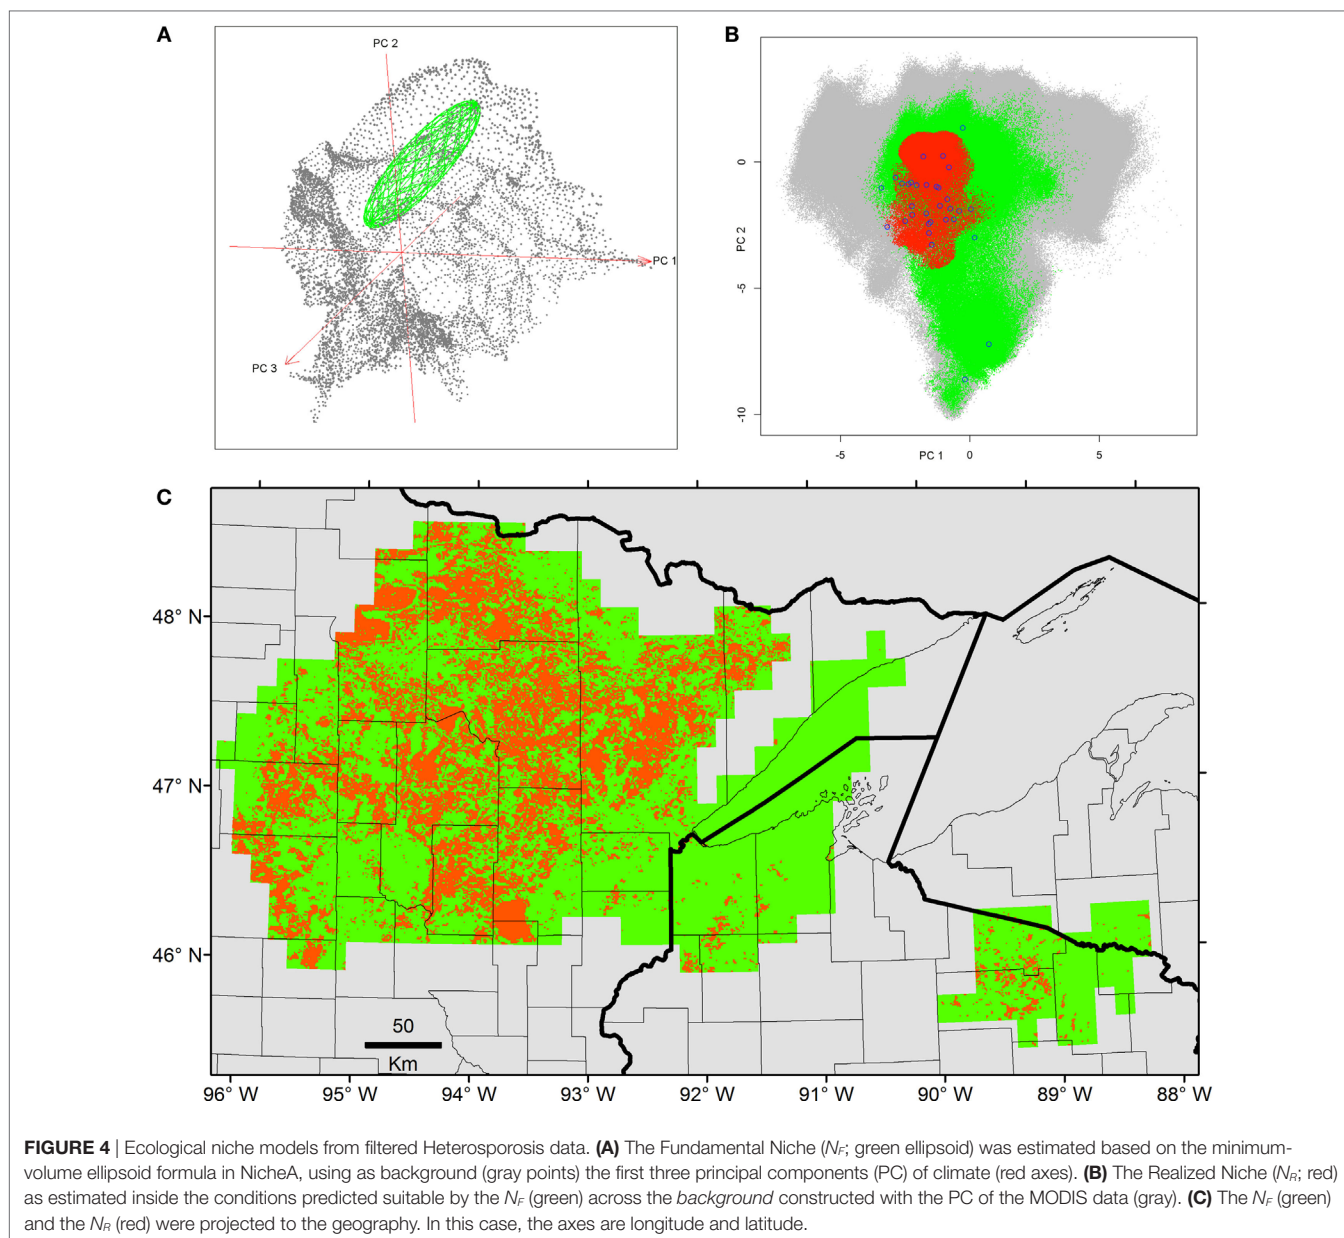 A
PC 2
PC 1
PC 3
B
0
-5
-10
PC 2
-5
PC 1
0
5
C
48° N
47° N
46° N
50
Km
96° W
95° W
94° W
93° W
92° W
91° W
90° W
89° W
88° W
FIGURE 4 | Ecological niche models from filtered Heterosporosis data. (A) The Fundamental Niche (NF; green ellipsoid) was estimated based on the minimum-
volume ellipsoid formula in NicheA, using as background (gray points) the first three principal components (PC) of climate (red axes). (B) The Realized Niche (NR; red)
as estimated inside the conditions predicted suitable by the NF (green) across the background constructed with the PC of the MODIS data (gray). (C) The NF (green)
and the NR (red) were projected to the geography. In this case, the axes are longitude and latitude.